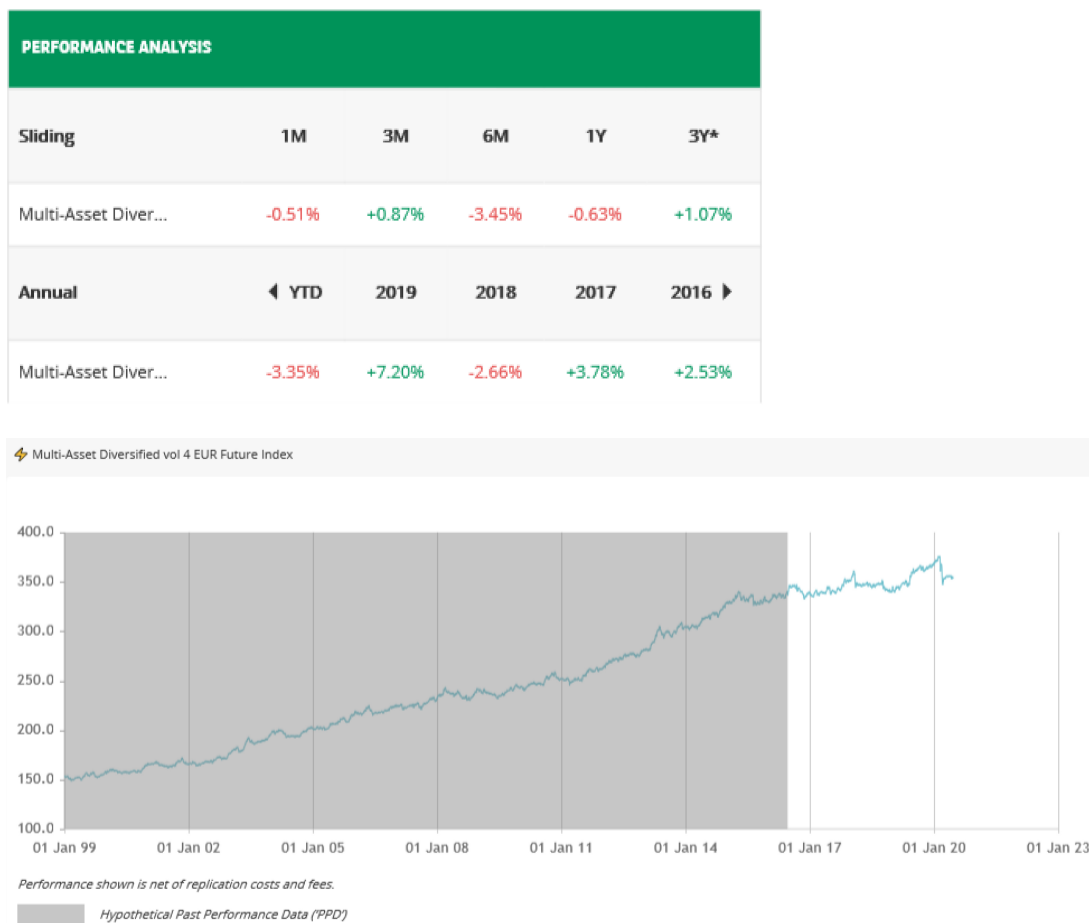 PERFORMANCE ANALYSIS
Sliding 1M 3M 6M 1Y 3Y*
Multi-Asset Diver... -0.51% +0.87% -3.45% -0.63% +1.07%
Annual YTD 2019 2018 2017 2016
Multi-Asset Diver... -3.35% +7.20% -2.66% +3.78% +2.53%
Multi-Asset Diversified vol 4 EUR Future Index
400.0
350.0
300.0
250.0
200.0
150.0
100.0
01 Jan 99 01 Jan 02 01 Jan 05 01 Jan 08 01 Jan 11 01 Jan 14 01 Jan 17 01 Jan 20 01 Jan 23
Performance shown is net of replication costs and fees.
Hypothetical Past Performance Data ('PPD')